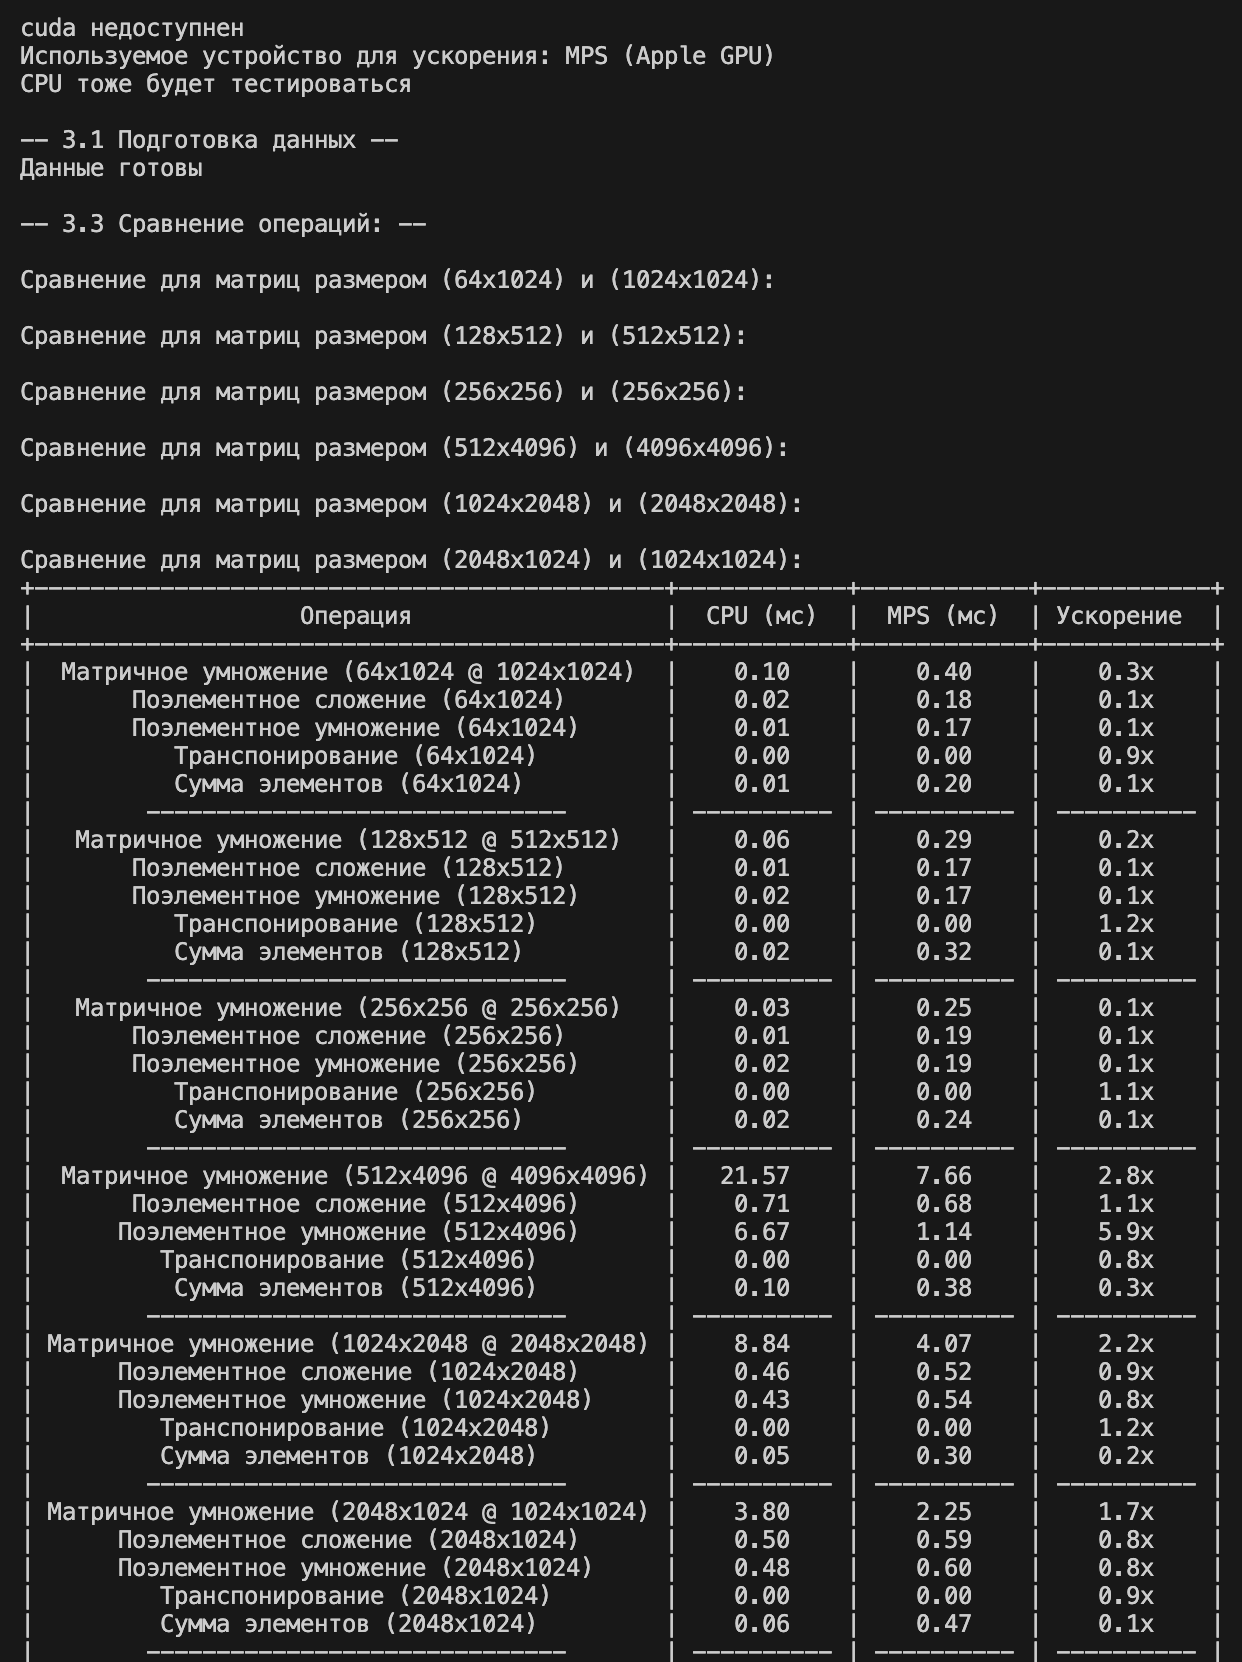 cuda недоступнен
Используемое устройство для ускорения: MPS (Apple GPU)
CPU тоже будет тестироваться
-- 3.1 Подготовка данных --
Данные готовы
-- 3.3 Сравнение операций: --
Сравнение для матриц размером (64x1024) и (1024x1024):
Сравнение для матриц размером (128x512) и (512x512):
Сравнение для матриц размером (256x256) и (256x256):
Сравнение для матриц размером (512x4096) и (4096x4096):
Сравнение для матриц размером (1024x2048) и (2048x2048):
Сравнение для матриц размером (2048x1024) и (1024x1024):
+---------------------------------------------+------------+------------+------------+
| Операция | CPU (мс) | MPS (мс) | Ускорение |
+---------------------------------------------+------------+------------+------------+
| Матричное умножение (64x1024 @ 1024x1024) | 0.10 | 0.40 | 0.3x |
| Поэлементное сложение (64x1024) | 0.02 | 0.18 | 0.1x |
| Поэлементное умножение (64x1024) | 0.01 | 0.17 | 0.1x |
| Транспонирование (64x1024) | 0.00 | 0.00 | 0.9x |
| Сумма элементов (64x1024) | 0.01 | 0.20 | 0.1x |
| ------------------------------ | ---------- | ---------- | ---------- |
| Матричное умножение (128x512 @ 512x512) | 0.06 | 0.29 | 0.2x |
| Поэлементное сложение (128x512) | 0.01 | 0.17 | 0.1x |
| Поэлементное умножение (128x512) | 0.02 | 0.17 | 0.1x |
| Транспонирование (128x512) | 0.00 | 0.00 | 1.2x |
| Сумма элементов (128x512) | 0.02 | 0.32 | 0.1x |
| ------------------------------ | ---------- | ---------- | ---------- |
| Матричное умножение (256x256 @ 256x256) | 0.03 | 0.25 | 0.1x |
| Поэлементное сложение (256x256) | 0.01 | 0.19 | 0.1x |
| Поэлементное умножение (256x256) | 0.02 | 0.19 | 0.1x |
| Транспонирование (256x256) | 0.00 | 0.00 | 1.1x |
| Сумма элементов (256x256) | 0.02 | 0.24 | 0.1x |
| ------------------------------ | ---------- | ---------- | ---------- |
| Матричное умножение (512x4096 @ 4096x4096) | 21.57 | 7.66 | 2.8x |
| Поэлементное сложение (512x4096) | 0.71 | 0.68 | 1.1x |
| Поэлементное умножение (512x4096) | 6.67 | 1.14 | 5.9x |
| Транспонирование (512x4096) | 0.00 | 0.00 | 0.8x |
| Сумма элементов (512x4096) | 0.10 | 0.38 | 0.3x |
| ------------------------------ | ---------- | ---------- | ---------- |
| Матричное умножение (1024x2048 @ 2048x2048) | 8.84 | 4.07 | 2.2x |
| Поэлементное сложение (1024x2048) | 0.46 | 0.52 | 0.9x |
| Поэлементное умножение (1024x2048) | 0.43 | 0.54 | 0.8x |
| Транспонирование (1024x2048) | 0.00 | 0.00 | 1.2x |
| Сумма элементов (1024x2048) | 0.05 | 0.30 | 0.2x |
| ------------------------------ | ---------- | ---------- | ---------- |
| Матричное умножение (2048x1024 @ 1024x1024) | 3.80 | 2.25 | 1.7x |
| Поэлементное сложение (2048x1024) | 0.50 | 0.59 | 0.8x |
| Поэлементное умножение (2048x1024) | 0.48 | 0.60 | 0.8x |
| Транспонирование (2048x1024) | 0.00 | 0.00 | 0.9x |
| Сумма элементов (2048x1024) | 0.06 | 0.47 | 0.1x |
| ------------------------------ | ---------- | ---------- | ---------- |